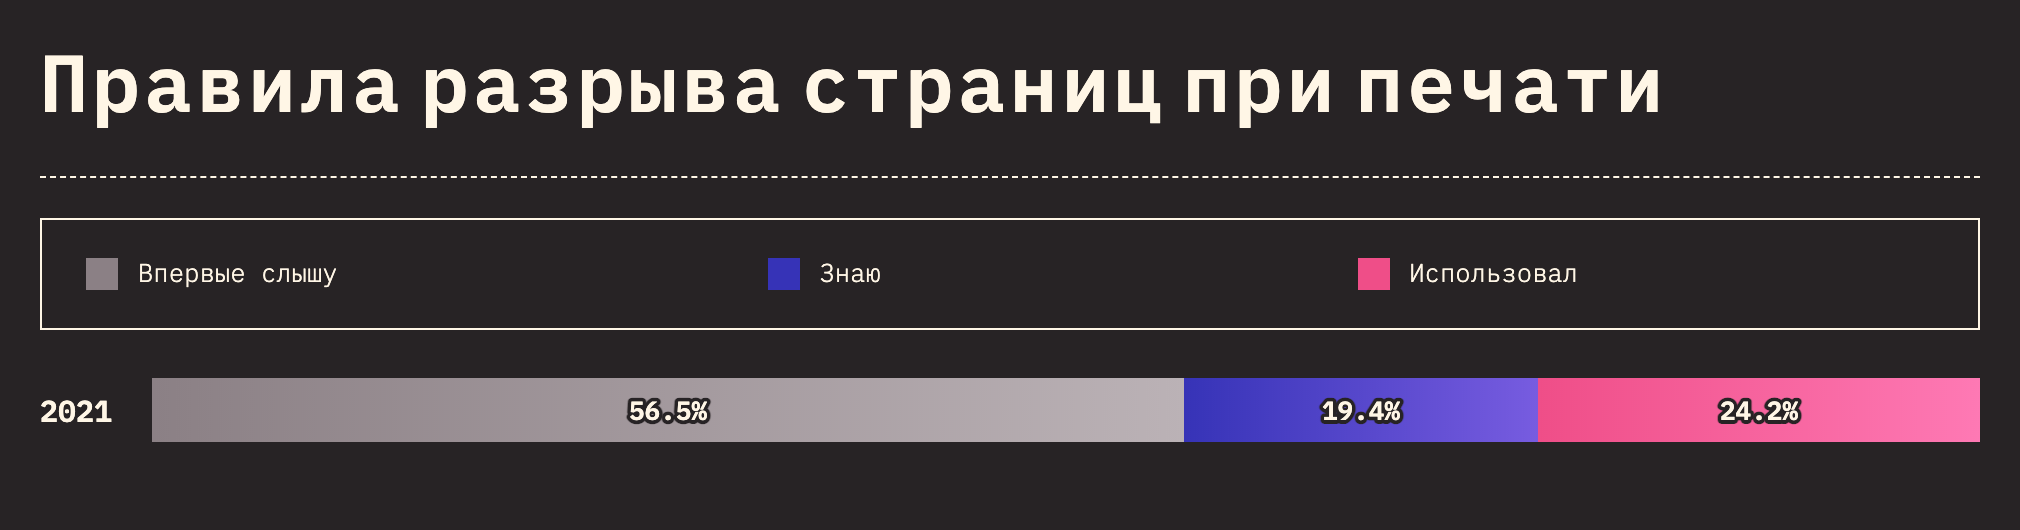 Правила разрыва страниц при печати
Впервые слышу Знаю Использовал
2021 56.5% 19.4% 24.2%